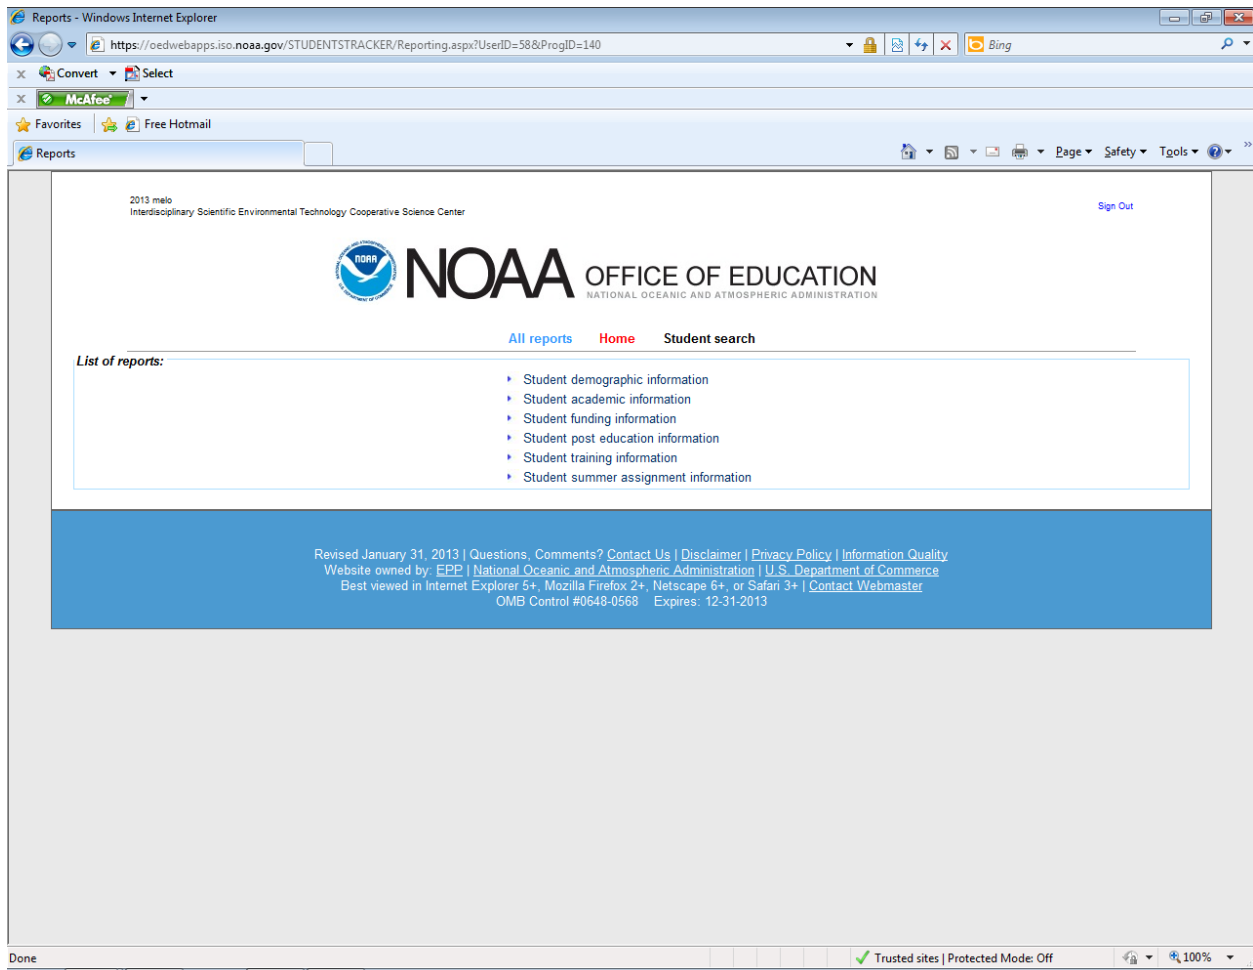 Reports - Windows Internet Explorer
https://oedwebapps.iso.noaa.gov/STUDENTSTRACKER/Reporting.aspx?UserID=58&ProgID=140
Bing
x Convert Select
x McAfee
Favorites Free Hotmail
Reports Page Safety Tools
2013 melo
Interdisciplinary Scientific Environmental Technology Cooperative Science Center
Sign Out
NOAA OFFICE OF EDUCATION
NATIONAL OCEANIC AND ATMOSPHERIC ADMINISTRATION
All reports Home Student search
List of reports:
Student demographic information
Student academic information
Student funding information
Student post education information
Student training information
Student summer assignment information
Revised January 31, 2013 | Questions, Comments? Contact Us | Disclaimer | Privacy Policy | Information Quality
Website owned by: EPP | National Oceanic and Atmospheric Administration | U.S. Department of Commerce
Best viewed in Internet Explorer 5+, Mozilla Firefox 2+, Netscape 6+, or Safari 3+ | Contact Webmaster
OMB Control #0648-0568 Expires: 12-31-2013
Done Trusted sites | Protected Mode: Off 100%